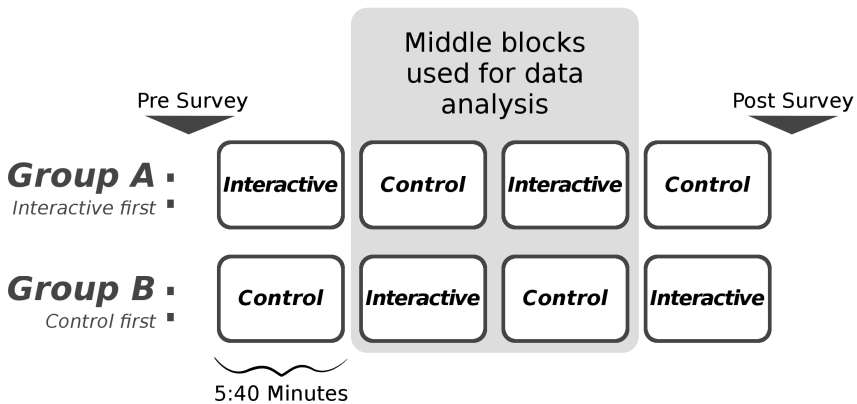 Middle blocks
used for data
analysis
Pre Survey
Post Survey
Group A :
Interactive first
Interactive
Control
Interactive
Control
Group B :
Control first
Control
Interactive
Control
Interactive
5:40 Minutes